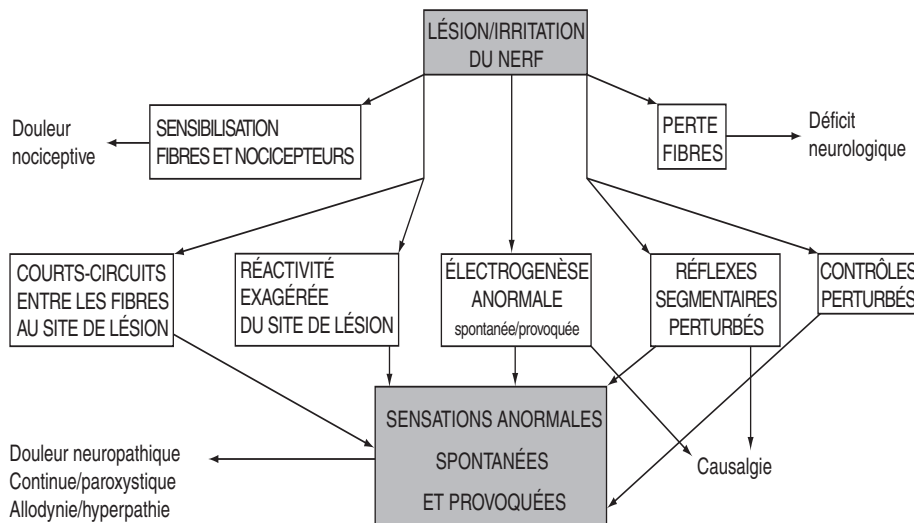 LÉSION/IRRITATION
DU NERF
Douleur
nociceptive
SENSIBILISATION
FIBRES ET NOCICEPTEURS
PERTE
FIBRES
Déficit
neurologique
COURTS-CIRCUITS
ENTRE LES FIBRES
AU SITE DE LÉSION
RÉACTIVITÉ
EXAGÉRÉE
DU SITE DE LÉSION
ÉLECTROGENÈSE
ANORMALE
spontanée/provoquée
RÉFLEXES
SEGMENTAIRES
PERTURBÉS
CONTRÔLES
PERTURBÉS
SENSATIONS ANORMALES
SPONTANÉES
ET PROVOQUÉES
Douleur neuropathique
Continue/paroxystique
Allodynie/hyperpathie
Causalgie